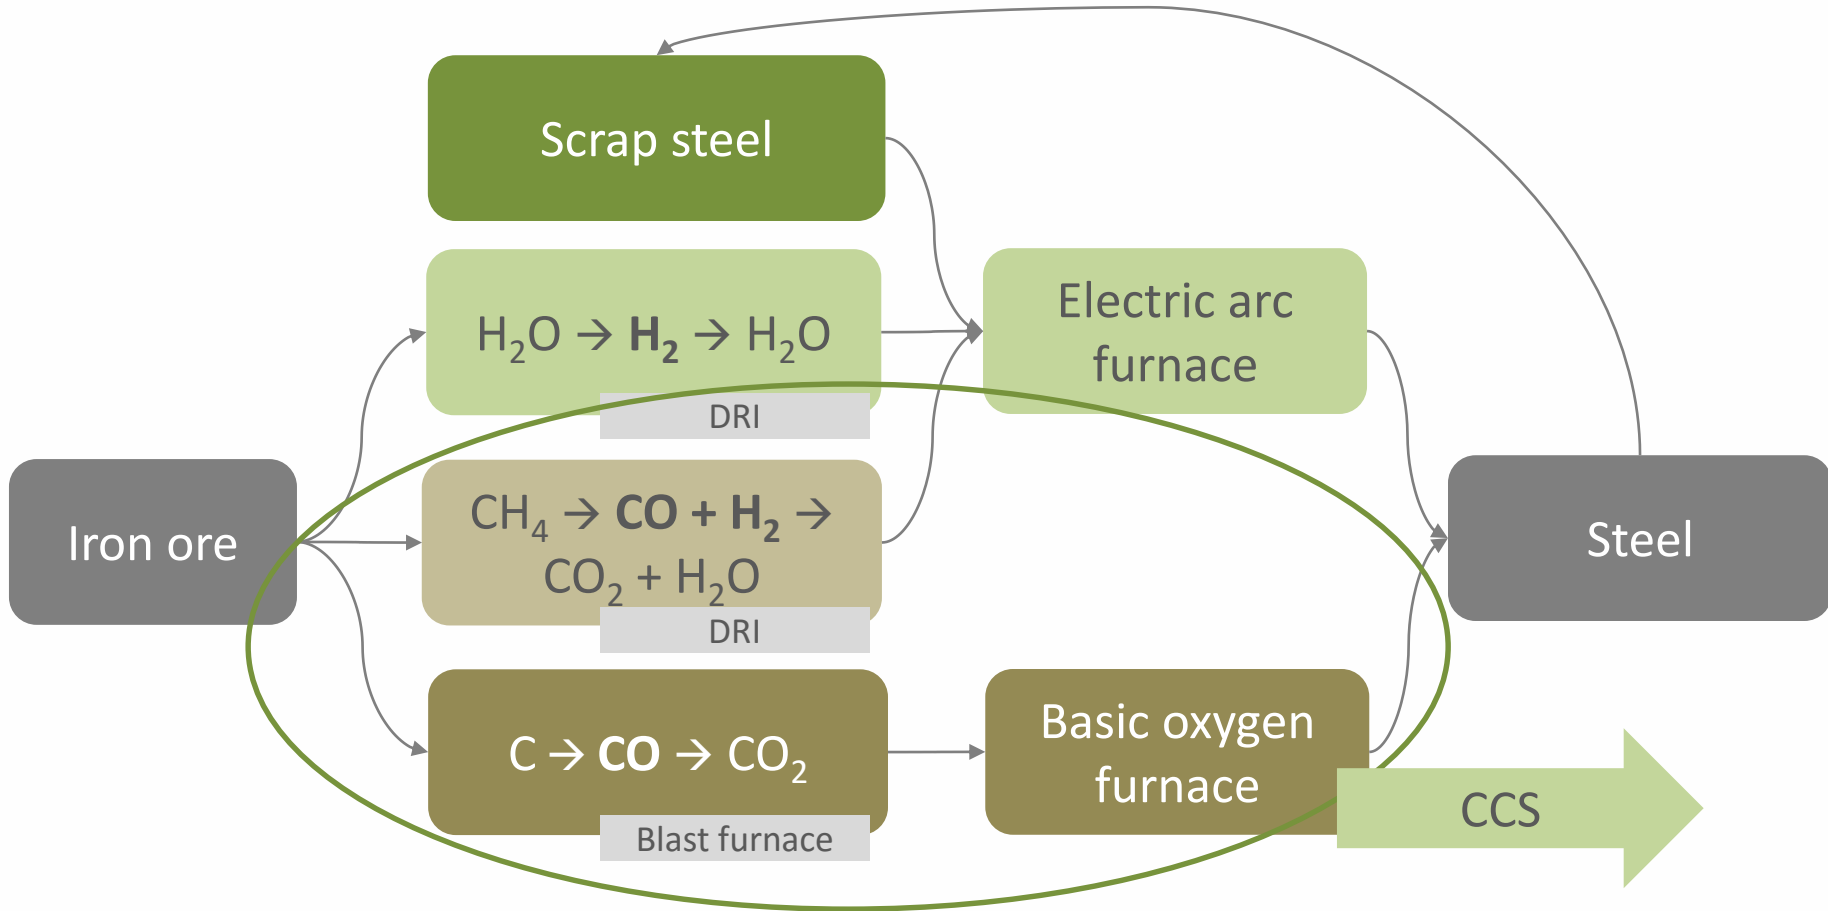 Scrap steel
H₂O → H₂ → H₂O
DRI
Electric arc
furnace
Iron ore
CH₄ → CO + H₂ →
CO₂ + H₂O
DRI
Steel
C → CO → CO₂
Blast furnace
Basic oxygen
furnace
CCS